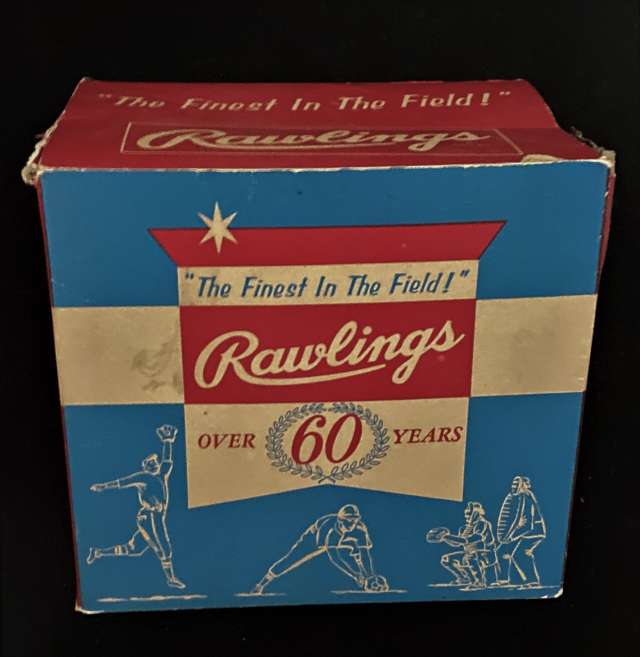 "The Finest In The Field!"
Rawlings
"The Finest In The Field!"
Rawlings
OVER 60 YEARS